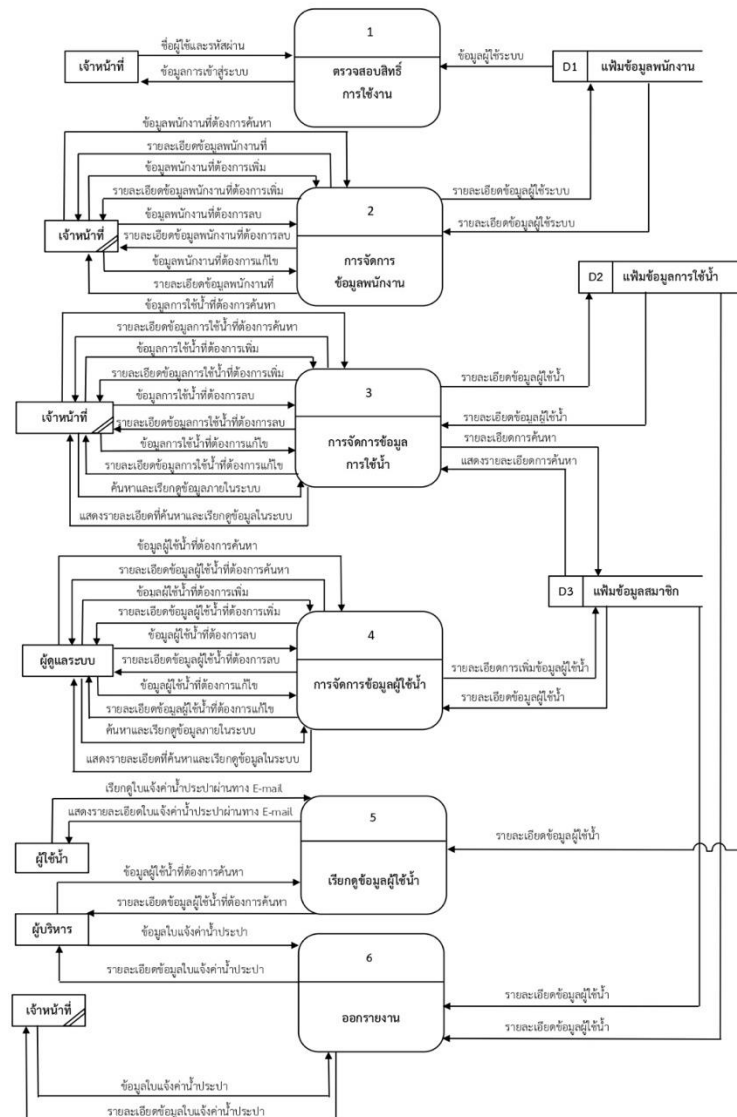 1
ชื่อผู้ใช้และรหัสผ่าน
เจ้าหน้าที่
ข้อมูลการเข้าสู่ระบบ
ตรวจสอบสิทธิ์
การใช้งาน
ข้อมูลผู้ใช้ระบบ
D1
แฟ้มข้อมูลพนักงาน
ข้อมูลพนักงานที่ต้องการค้นหา
รายละเอียดข้อมูลพนักงานที่
ข้อมูลพนักงานที่ต้องการเพิ่ม
รายละเอียดข้อมูลพนักงานที่ต้องการเพิ่ม
ข้อมูลพนักงานที่ต้องการลบ
เจ้าหน้าที่
รายละเอียดข้อมูลพนักงานที่ต้องการลบ
ข้อมูลพนักงานที่ต้องการแก้ไข
รายละเอียดข้อมูลพนักงานที่
2
การจัดการ
ข้อมูลพนักงาน
รายละเอียดข้อมูลผู้ใช้ระบบ
รายละเอียดข้อมูลผู้ใช้ระบบ
D2
แฟ้มข้อมูลการใช้น้ำ
ข้อมูลการใช้น้ำที่ต้องการค้นหา
รายละเอียดข้อมูลการใช้น้ำที่ต้องการค้นหา
ข้อมูลการใช้น้ำที่ต้องการเพิ่ม
รายละเอียดข้อมูลการใช้น้ำที่ต้องการเพิ่ม
ข้อมูลการใช้น้ำที่ต้องการลบ
เจ้าหน้าที่
รายละเอียดข้อมูลการใช้น้ำที่ต้องการลบ
ข้อมูลการใช้น้ำที่ต้องการแก้ไข
รายละเอียดข้อมูลการใช้น้ำที่ต้องการแก้ไข
ค้นหาและเรียกดูข้อมูลภายในระบบ
แสดงรายละเอียดที่ค้นหาและเรียกดูข้อมูลในระบบ
3
การจัดการข้อมูล
การใช้น้ำ
รายละเอียดข้อมูลผู้ใช้น้ำ
รายละเอียดข้อมูลผู้ใช้น้ำ
รายละเอียดการค้นหา
แสดงรายละเอียดการค้นหา
D3
แฟ้มข้อมูลสมาชิก
ข้อมูลผู้ใช้น้ำที่ต้องการค้นหา
รายละเอียดข้อมูลผู้ใช้น้ำที่ต้องการค้นหา
ข้อมูลผู้ใช้น้ำที่ต้องการเพิ่ม
รายละเอียดข้อมูลผู้ใช้น้ำที่ต้องการเพิ่ม
ข้อมูลผู้ใช้น้ำที่ต้องการลบ
ผู้ดูแลระบบ
รายละเอียดข้อมูลผู้ใช้น้ำที่ต้องการลบ
ข้อมูลผู้ใช้น้ำที่ต้องการแก้ไข
รายละเอียดข้อมูลผู้ใช้น้ำที่ต้องการแก้ไข
ค้นหาและเรียกดูข้อมูลภายในระบบ
แสดงรายละเอียดที่ค้นหาและเรียกดูข้อมูลในระบบ
4
การจัดการข้อมูลผู้ใช้น้ำ
รายละเอียดการเพิ่มข้อมูลผู้ใช้น้ำ
รายละเอียดข้อมูลผู้ใช้น้ำ
เรียกดูใบแจ้งค่าน้ำประปาผ่านทาง E-mail
แสดงรายละเอียดใบแจ้งค่าน้ำประปาผ่านทาง E-mail
ผู้ใช้น้ำ
5
เรียกดูข้อมูลผู้ใช้น้ำ
รายละเอียดข้อมูลผู้ใช้น้ำ
ข้อมูลผู้ใช้น้ำที่ต้องการค้นหา
รายละเอียดข้อมูลผู้ใช้น้ำที่ต้องการค้นหา
ผู้บริหาร
ข้อมูลใบแจ้งค่าน้ำประปา
รายละเอียดข้อมูลใบแจ้งค่าน้ำประปา
6
ออกรายงาน
รายละเอียดข้อมูลผู้ใช้น้ำ
รายละเอียดข้อมูลผู้ใช้น้ำ
เจ้าหน้าที่
ข้อมูลใบแจ้งค่าน้ำประปา
รายละเอียดข้อมูลใบแจ้งค่าน้ำประปา